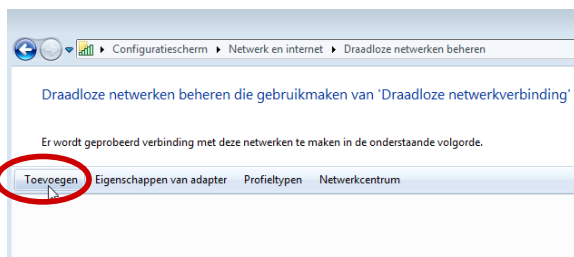 Configuratiescherm ▸ Netwerk en internet ▸ Draadloze netwerken beheren
Draadloze netwerken beheren die gebruikmaken van 'Draadloze netwerkverbinding'
Er wordt geprobeerd verbinding met deze netwerken te maken in de onderstaande volgorde.
Toevoegen Eigenschappen van adapter Profieltypen Netwerkcentrum